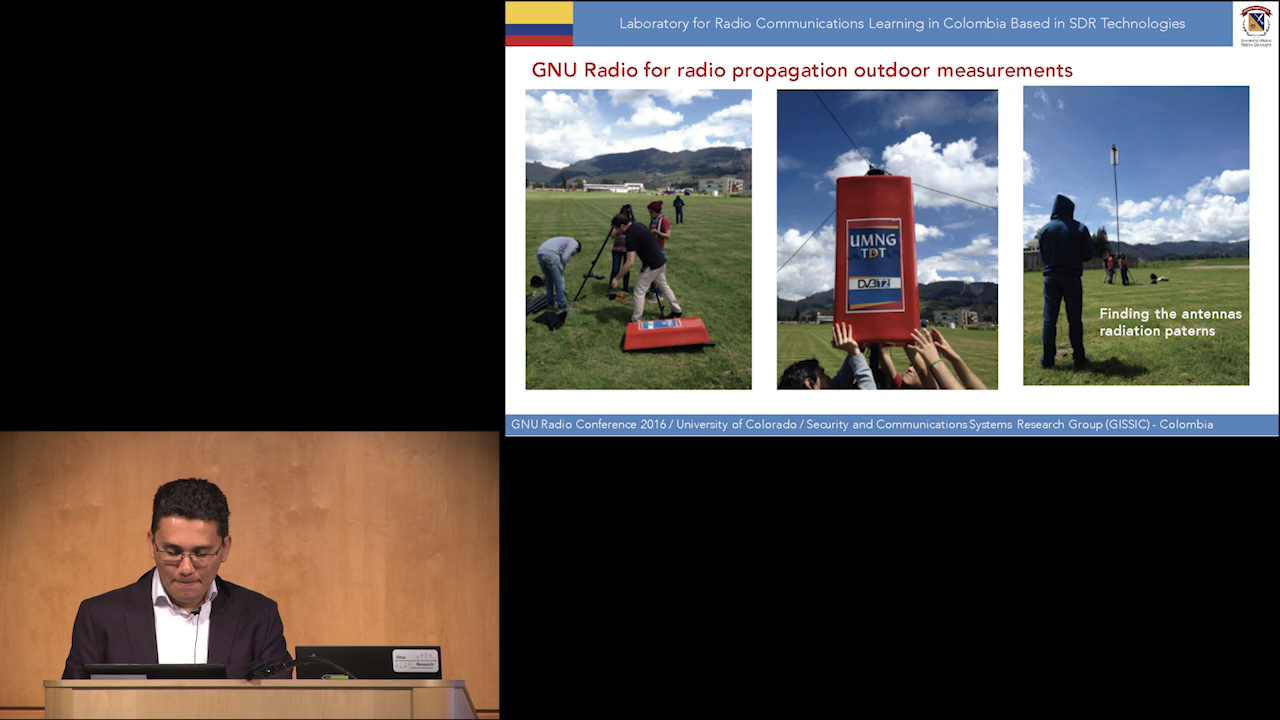 Laboratory for Radio Communications Learning in Colombia Based in SDR Technologies
GNU Radio for radio propagation outdoor measurements
UMNG
TDT
DVB T2
Finding the antennas
radiation paterns
GNU Radio Conference 2016 / University of Colorado / Security and Communications Systems Research Group (GISSIC) - Colombia
Ettus
Research